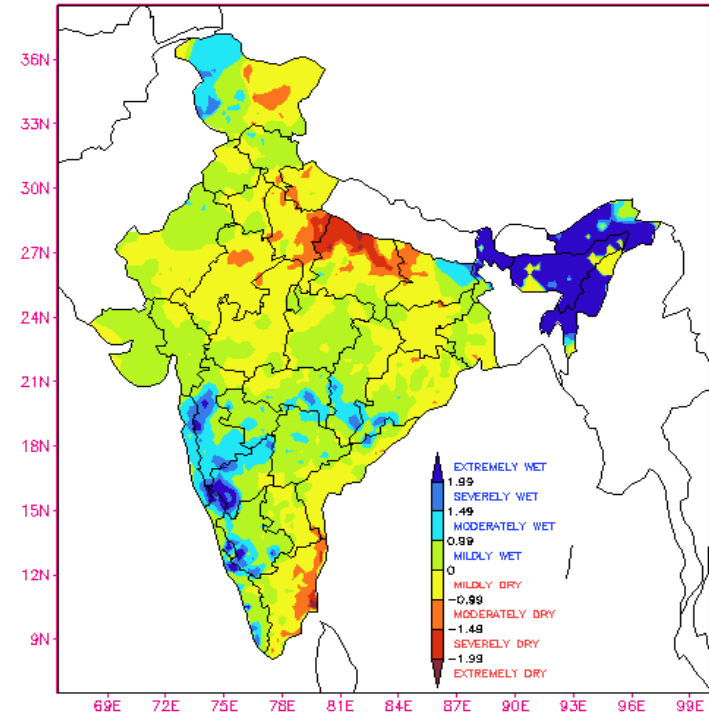 36N
33N
30N
27N
24N
21N
18N
15N
12N
9N
EXTREMELY WET
1.99
SEVERELY WET
1.49
MODERATELY WET
0.99
MILDLY WET
0
MILDLY DRY
-0.99
MODERATELY DRY
-1.49
SEVERELY DRY
-1.99
EXTREMELY DRY
69E 72E 75E 78E 81E 84E 87E 90E 93E 96E 99E